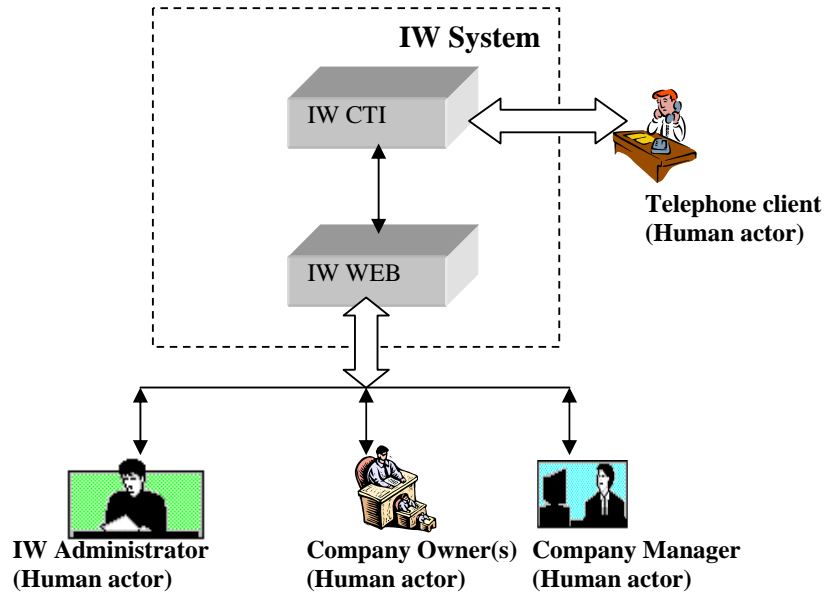 IW System
IW CTI
Telephone client
(Human actor)
IW WEB
IW Administrator
(Human actor)
Company Owner(s)
(Human actor)
Company Manager
(Human actor)